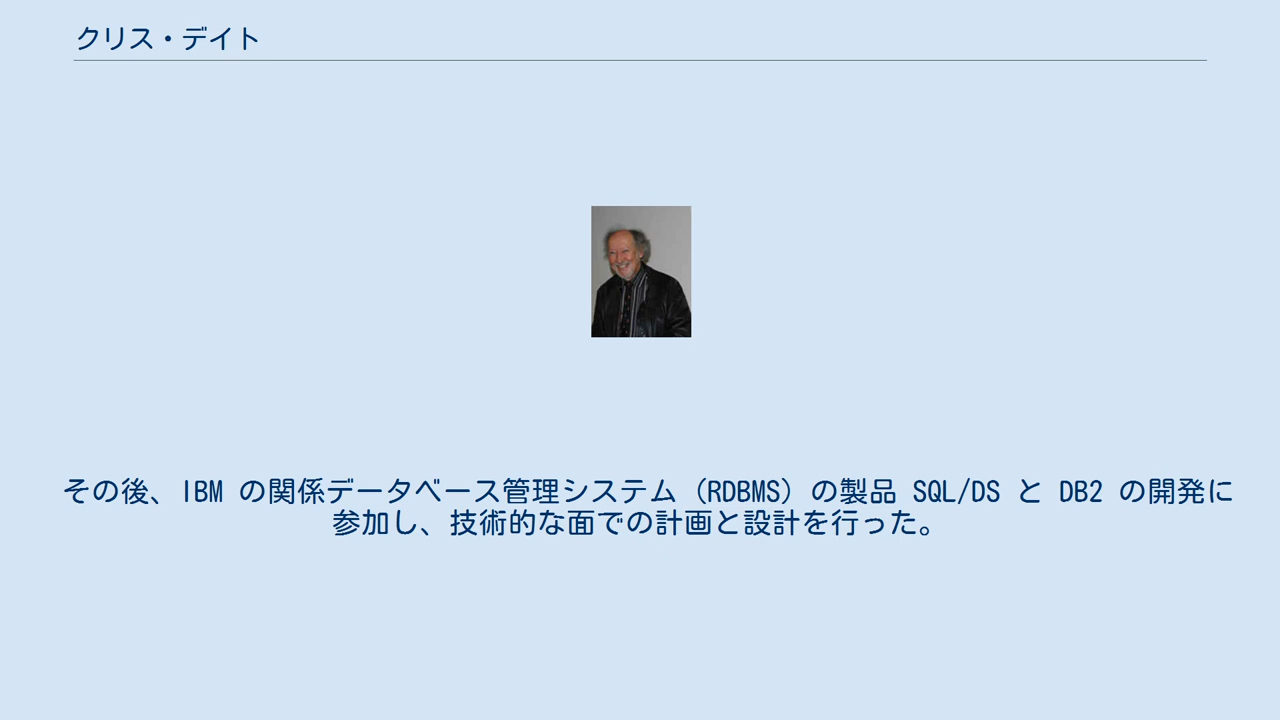 クリス・デイト
その後、IBM の関係データベース管理システム（RDBMS）の製品 SQL/DS と DB2 の開発に
参加し、技術的な面での計画と設計を行った。